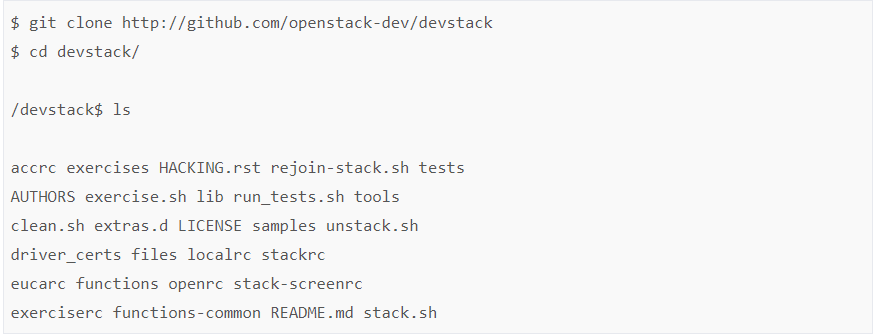 $ git clone http://github.com/openstack-dev/devstack
$ cd devstack/
/devstack$ ls
accrc exercises HACKING.rst rejoin-stack.sh tests
AUTHORS exercise.sh lib run_tests.sh tools
clean.sh extras.d LICENSE samples unstack.sh
driver_certs files localrc stackrc
eucarc functions openrc stack-screenrc
exerciserc functions-common README.md stack.sh